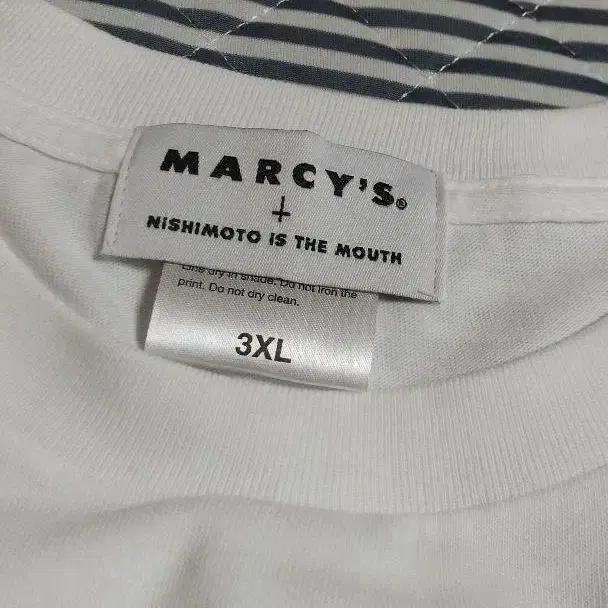 MARCY'S®
+
NISHIMOTO IS THE MOUTH
Line dry in shade. Do not iron the
print. Do not dry clean.
3XL